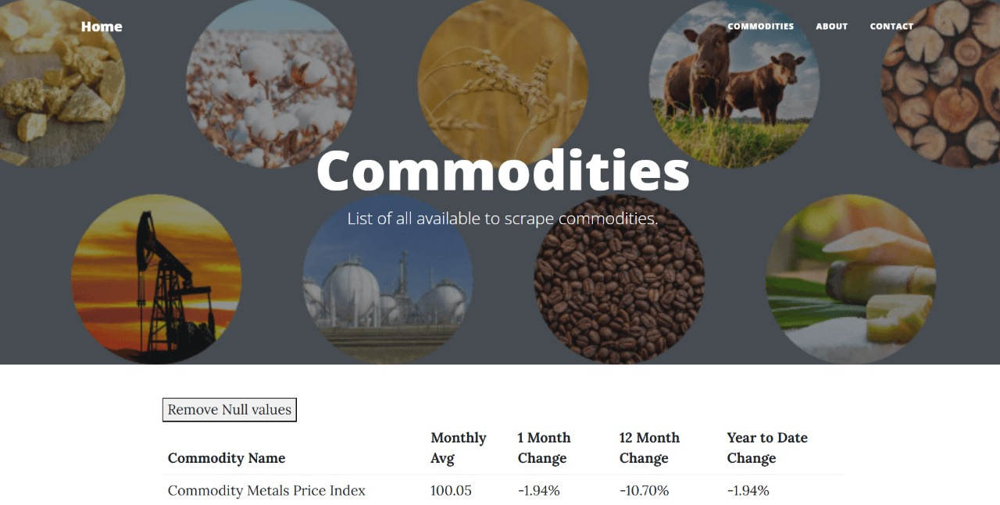 Home COMMODITIES ABOUT CONTACT
Commodities
List of all available to scrape commodities.
Remove Null values
Commodity Name Monthly Avg 1 Month Change 12 Month Change Year to Date Change
Commodity Metals Price Index 100.05 -1.94% -10.70% -1.94%